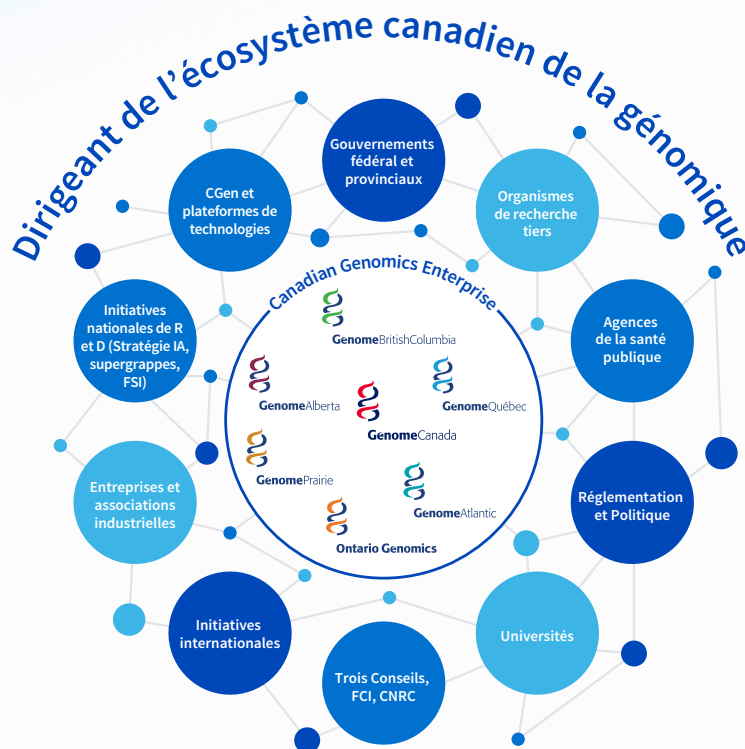 Dirigeant de l'écosystème canadien de la génomique
Gouvernements
fédéral et
provinciaux
CGen et
plateformes de
technologies
Organismes
de recherche
tiers
Initiatives
nationales de R
et D (Stratégie IA,
supergrappes,
FSI)
Agences
de la santé
publique
Canadian Genomics Enterprise
GenomeBritishColumbia
GenomeAlberta
GenomeQuébec
GenomeCanada
GenomePrairie
GenomeAtlantic
Ontario Genomics
Entreprises et
associations
industrielles
Réglementation
et Politique
Initiatives
internationales
Universités
Trois Conseils,
FCI, CNRC